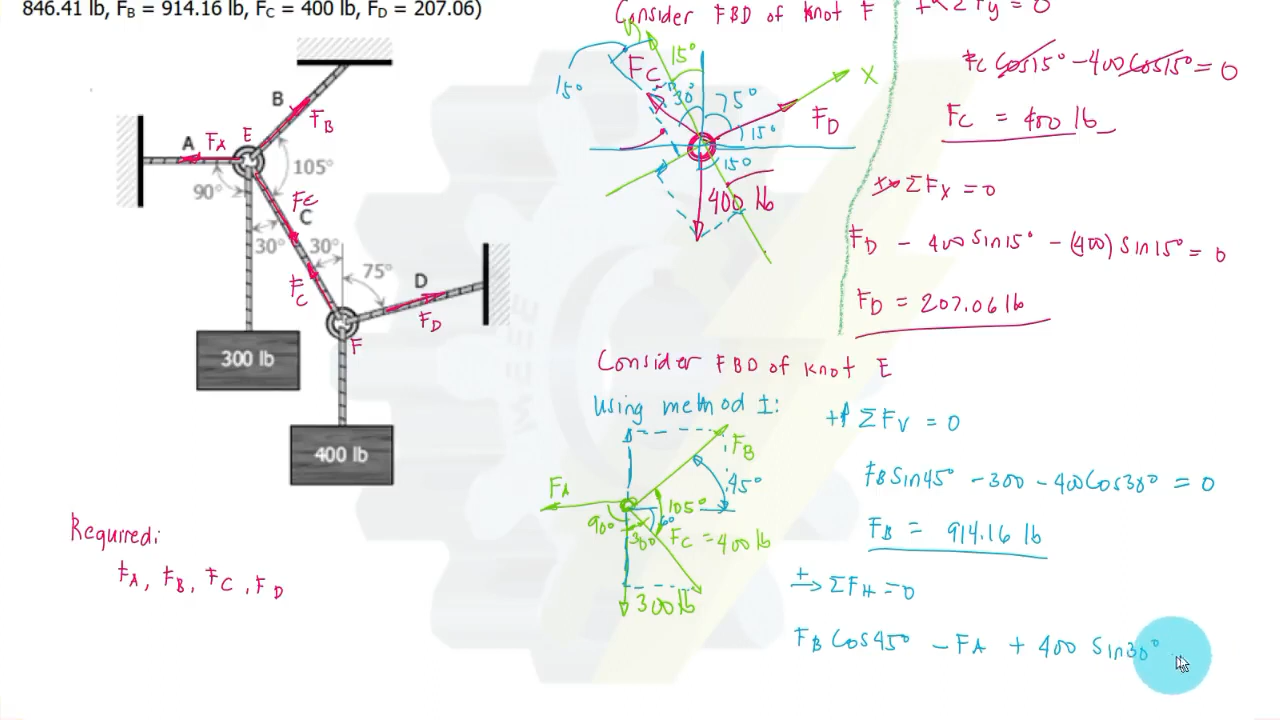 846.41 lb, FB = 914.16 lb, FC = 400 lb, FD = 207.06)
B
FB
A
FA
E
105°
90°
FC
C
30°
30°
FC
75°
D
FD
F
300 lb
400 lb
Required:
FA, FB, FC, FD
Consider FBD of knot F
15°
15°
FC
30°
75°
X
FD
15°
15°
400 lb
ΣFy = 0
FC Cos15° - 400 Cos15° = 0
FC = 400 lb
ΣFX = 0
FD - 400 Sin15° - (400) Sin15° = 0
FD = 207.06 lb
Consider FBD of knot E
Using method I:
FB
45°
FA
105°
90°
60°
30°
FC = 400 lb
300 lb
+↑ ΣFV = 0
FB Sin45° - 300 - 400 Cos30° = 0
FB = 914.16 lb
+→ ΣFH = 0
FB Cos45° - FA + 400 Sin30°
MEEE